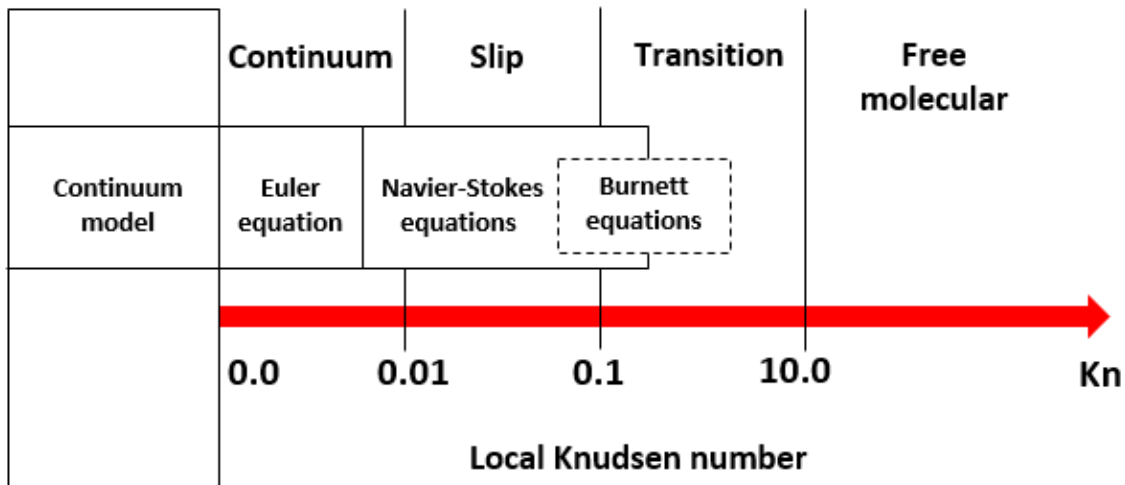 Continuum Slip Transition Free
molecular
Continuum
model
Euler
equation
Navier-Stokes
equations
Burnett
equations
0.0 0.01 0.1 10.0 Kn
Local Knudsen number